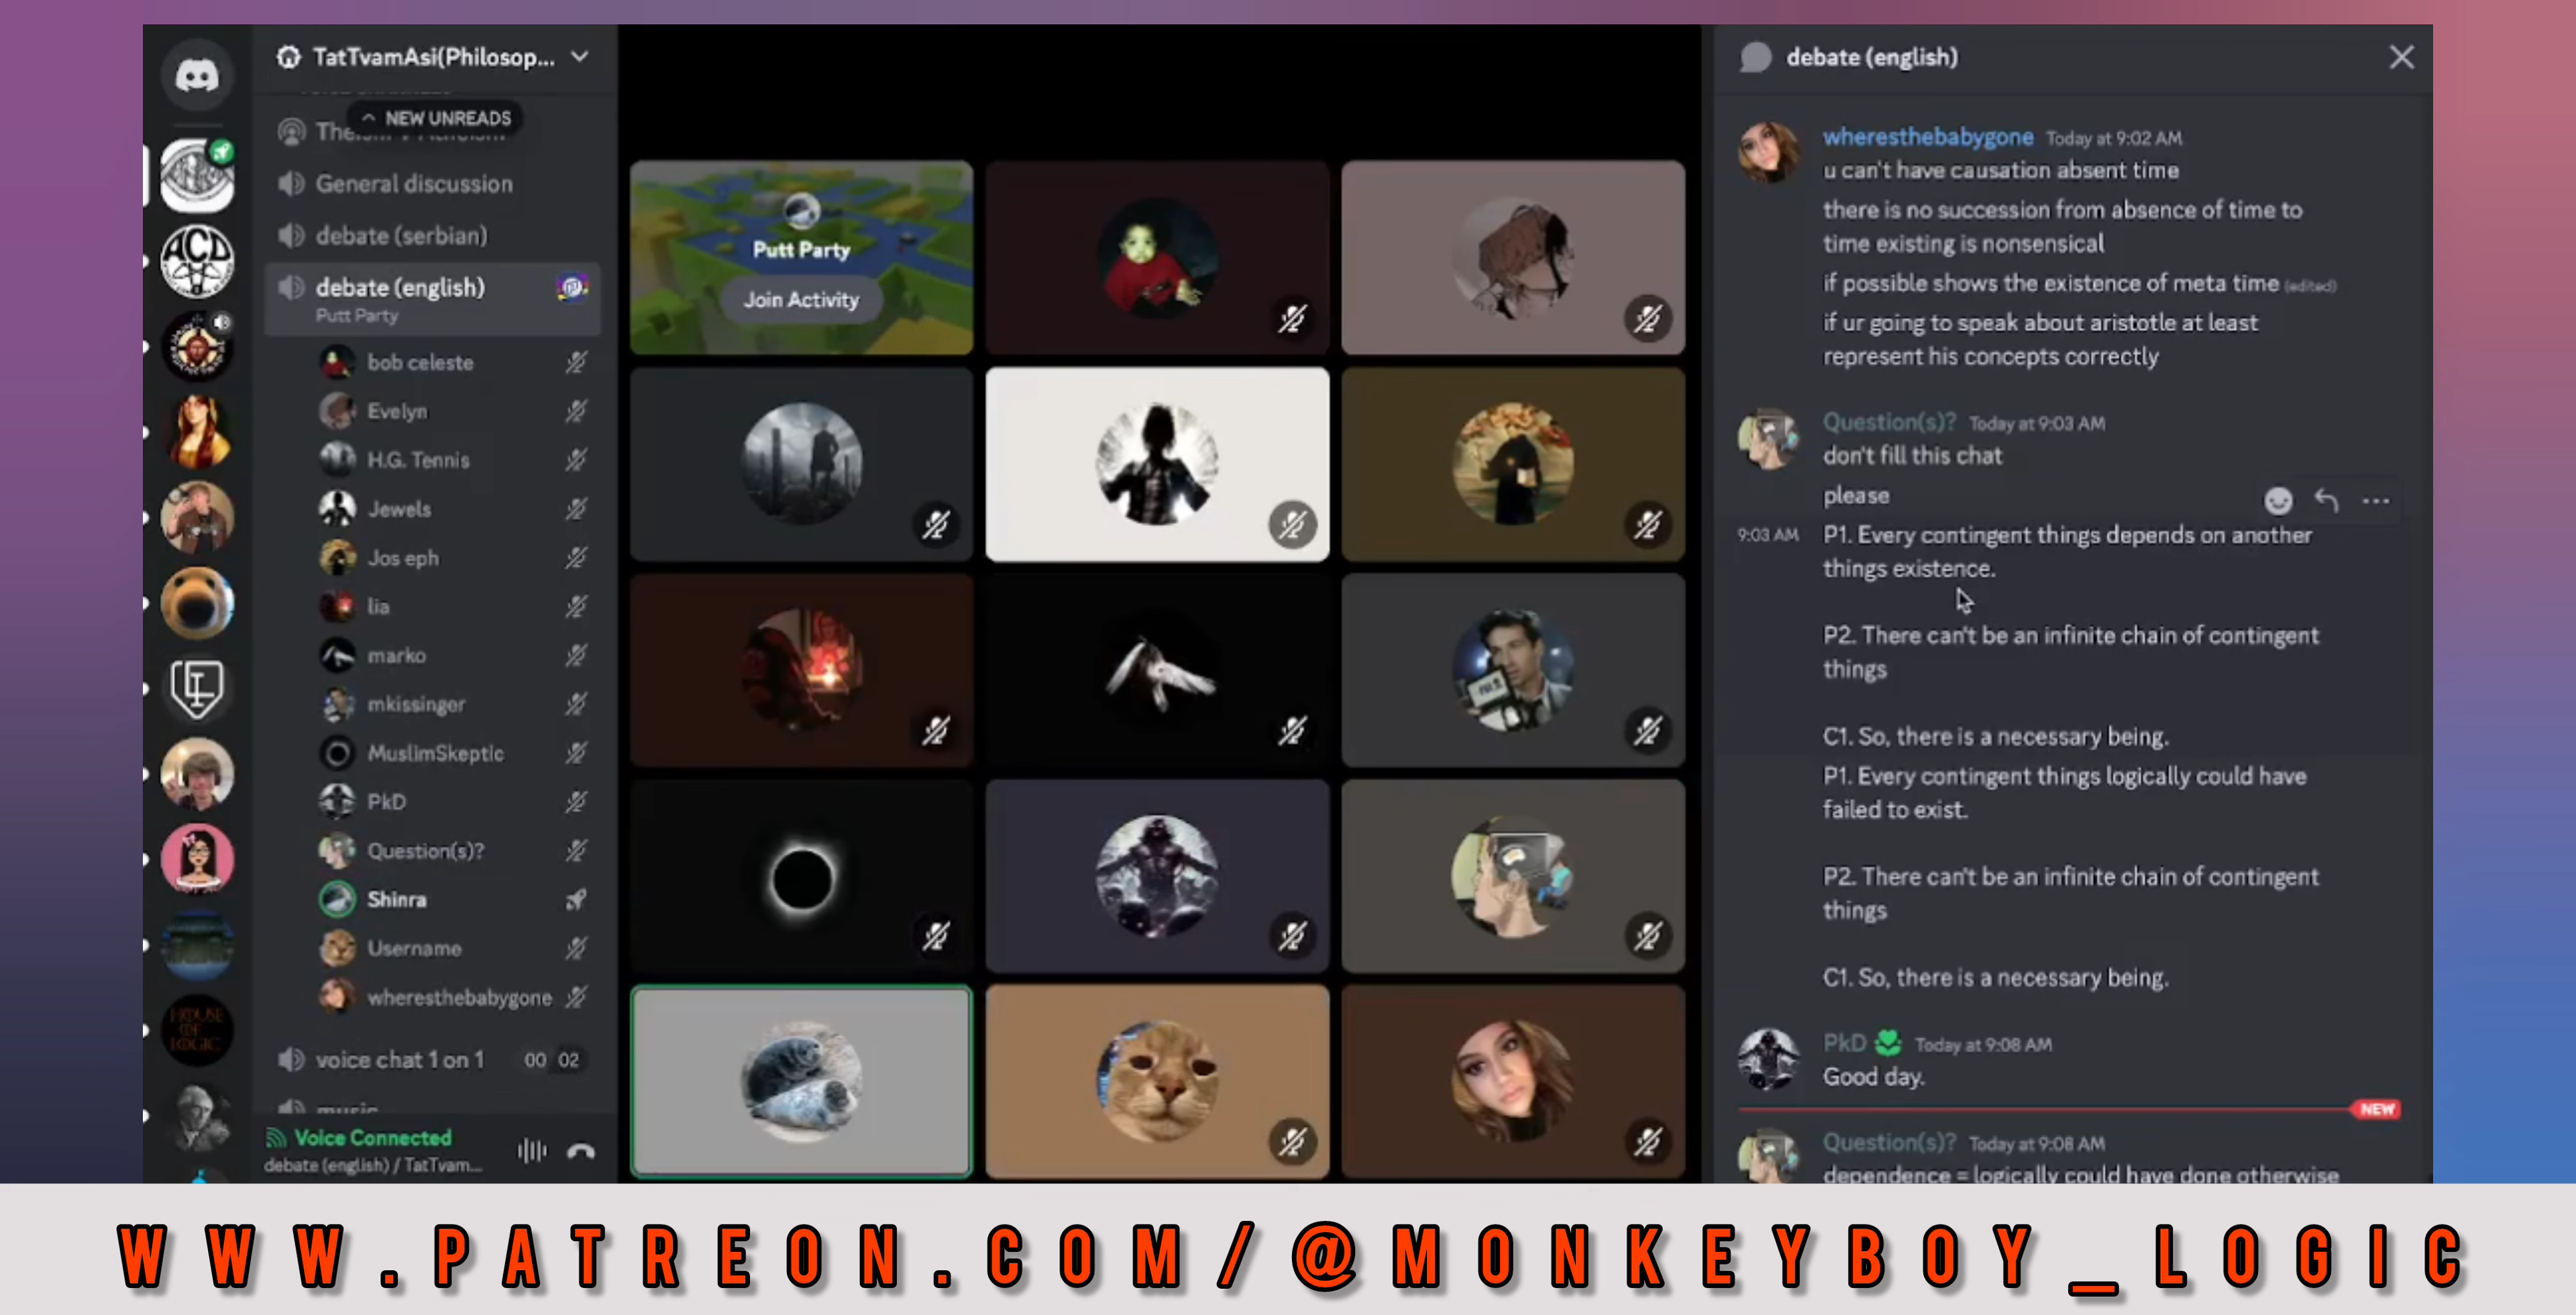 TatTvamAsi(Philosop...
NEW UNREADS
General discussion
debate (serbian)
debate (english)
Putt Party
bob celeste
Evelyn
H.G. Tennis
Jewels
Jos eph
lia
marko
mkissinger
MuslimSkeptic
PkD
Question(s)?
Shinra
Username
wheresthebabygone
voice chat 1 on 1 00 02
music
Voice Connected
debate (english) / TatTvam...
ACD
HOUSE
OF
LOGIC
Putt Party
Join Activity
debate (english)
wheresthebabygone Today at 9:02 AM
u can't have causation absent time
there is no succession from absence of time to
time existing is nonsensical
if possible shows the existence of meta time (edited)
if ur going to speak about aristotle at least
represent his concepts correctly
Question(s)? Today at 9:03 AM
don't fill this chat
please
9:03 AM P1. Every contingent things depends on another
things existence.
P2. There can't be an infinite chain of contingent
things
C1. So, there is a necessary being.
P1. Every contingent things logically could have
failed to exist.
P2. There can't be an infinite chain of contingent
things
C1. So, there is a necessary being.
PkD Today at 9:08 AM
Good day.
NEW
Question(s)? Today at 9:08 AM
dependence = logically could have done otherwise
WWW.PATREON.COM/@MONKEYBOY_LOGIC